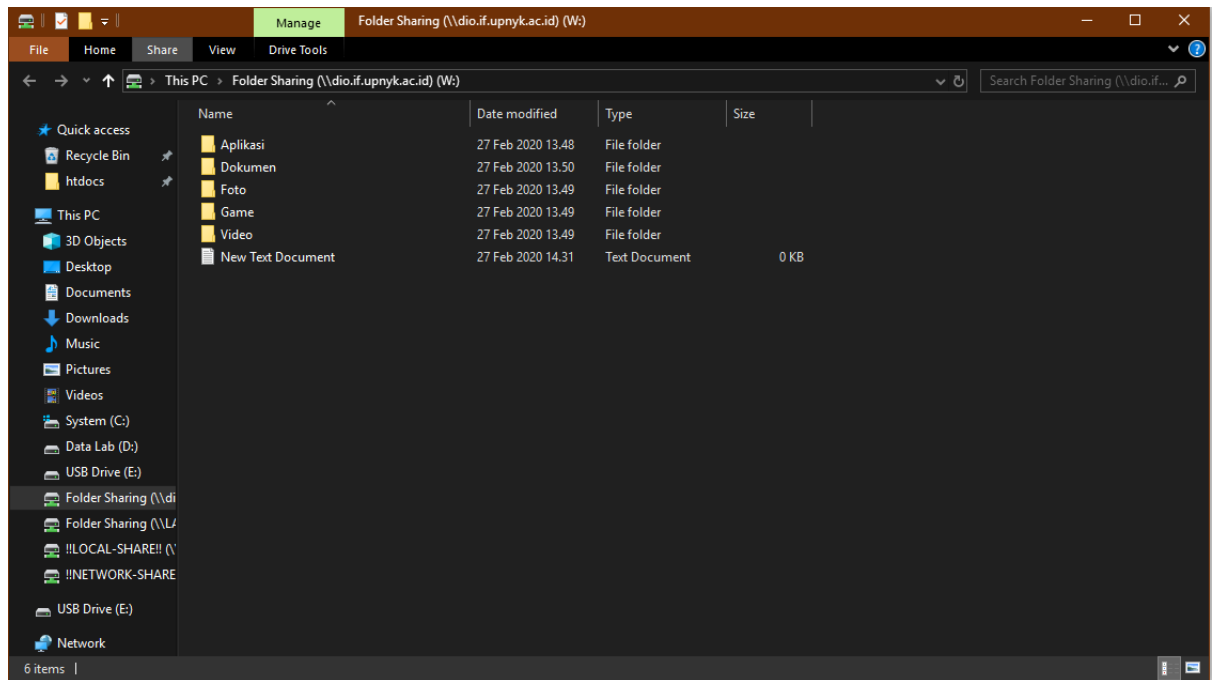 Manage
Folder Sharing (\\dio.if.upnyk.ac.id) (W:)
File Home Share View Drive Tools
This PC > Folder Sharing (\\dio.if.upnyk.ac.id) (W:)
Search Folder Sharing (\\dio.if...
Name Date modified Type Size
Quick access
Recycle Bin
htdocs
This PC
3D Objects
Desktop
Documents
Downloads
Music
Pictures
Videos
System (C:)
Data Lab (D:)
USB Drive (E:)
Folder Sharing (\\di
Folder Sharing (\\LA
!!LOCAL-SHARE!! (\\
!!NETWORK-SHARE
USB Drive (E:)
Network
Aplikasi 27 Feb 2020 13.48 File folder
Dokumen 27 Feb 2020 13.50 File folder
Foto 27 Feb 2020 13.49 File folder
Game 27 Feb 2020 13.49 File folder
Video 27 Feb 2020 13.49 File folder
New Text Document 27 Feb 2020 14.31 Text Document 0 KB
6 items